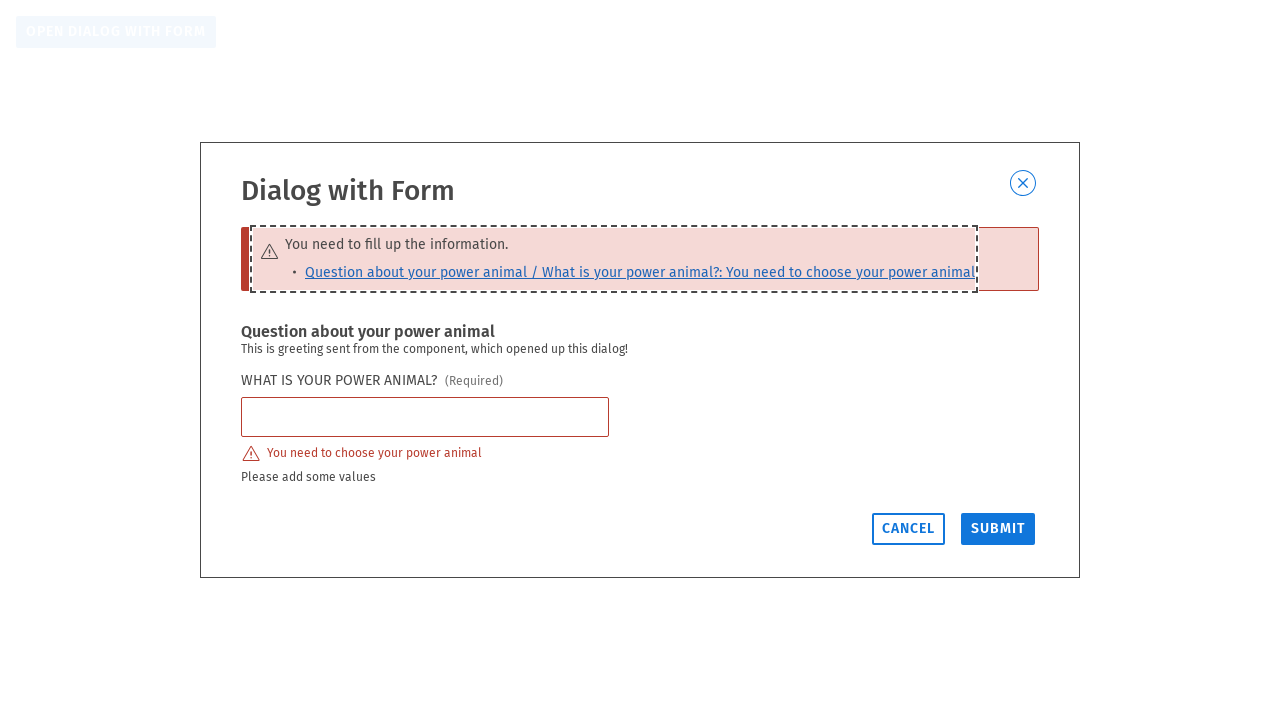 OPEN DIALOG WITH FORM
Dialog with Form
You need to fill up the information.
• Question about your power animal / What is your power animal?: You need to choose your power animal
Question about your power animal
This is greeting sent from the component, which opened up this dialog!
WHAT IS YOUR POWER ANIMAL? (Required)
You need to choose your power animal
Please add some values
CANCEL SUBMIT